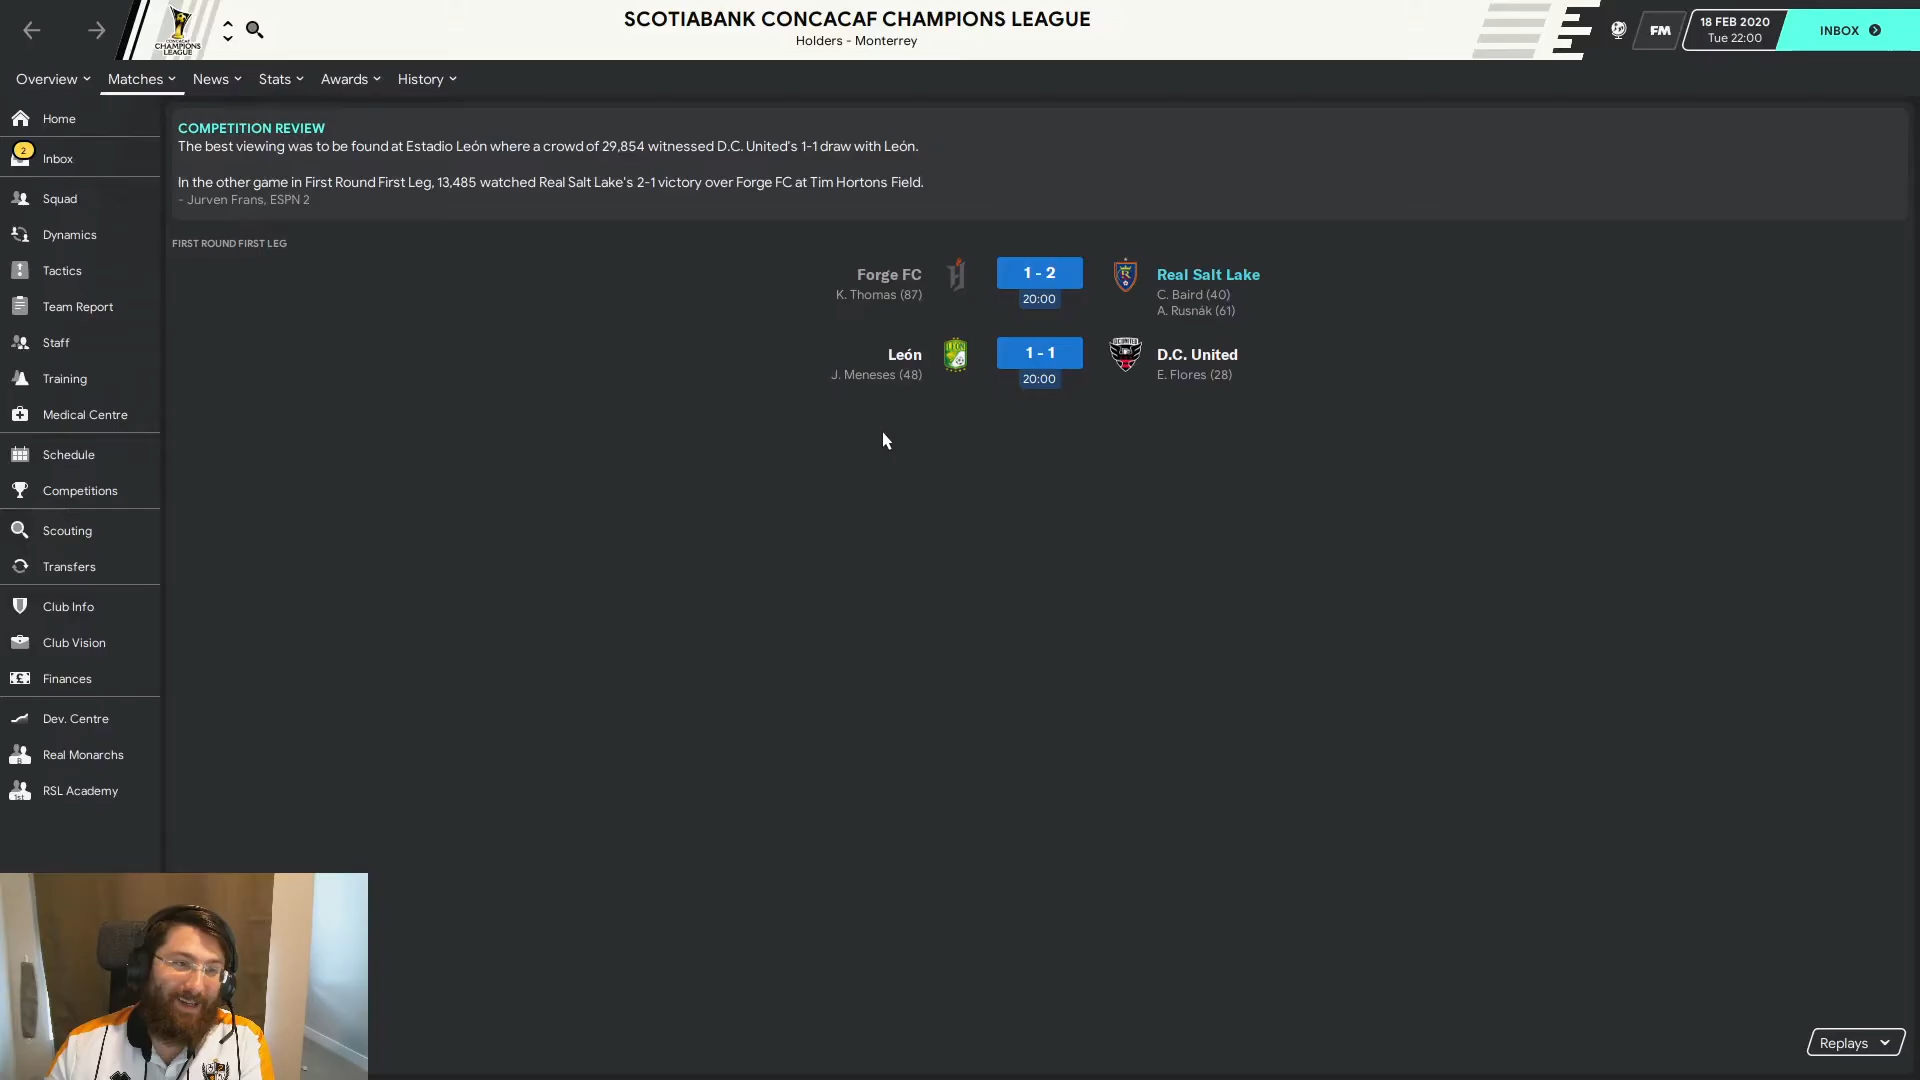 SCOTIABANK CONCACAF CHAMPIONS LEAGUE
Holders - Monterrey
CONCACAF
CHAMPIONS
LEAGUE
FM
18 FEB 2020
Tue 22:00
INBOX
Overview
Matches
News
Stats
Awards
History
Home
2
Inbox
Squad
Dynamics
Tactics
Team Report
Staff
Training
Medical Centre
Schedule
Competitions
Scouting
Transfers
Club Info
Club Vision
Finances
Dev. Centre
Real Monarchs
RSL Academy
COMPETITION REVIEW
The best viewing was to be found at Estadio León where a crowd of 29,854 witnessed D.C. United's 1-1 draw with León.
In the other game in First Round First Leg, 13,485 watched Real Salt Lake's 2-1 victory over Forge FC at Tim Hortons Field.
- Jurven Frans, ESPN 2
FIRST ROUND FIRST LEG
Forge FC 1 - 2 Real Salt Lake
K. Thomas (87) 20:00 C. Baird (40)
A. Rusnák (61)
León 1 - 1 D.C. United
J. Meneses (48) 20:00 E. Flores (28)
Replays